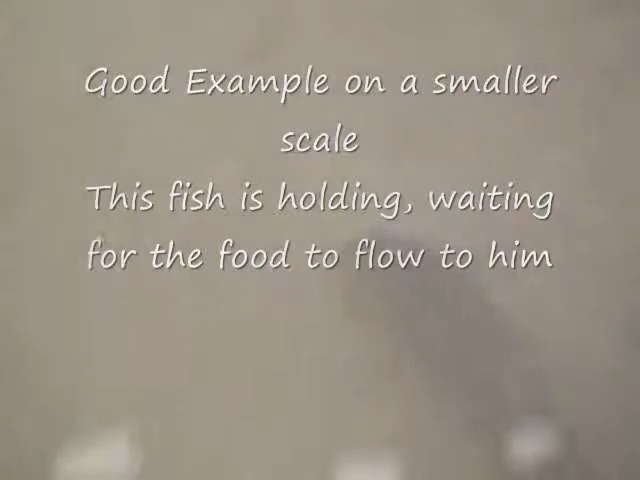 Good Example on a smaller
scale
This fish is holding, waiting
for the food to flow to him